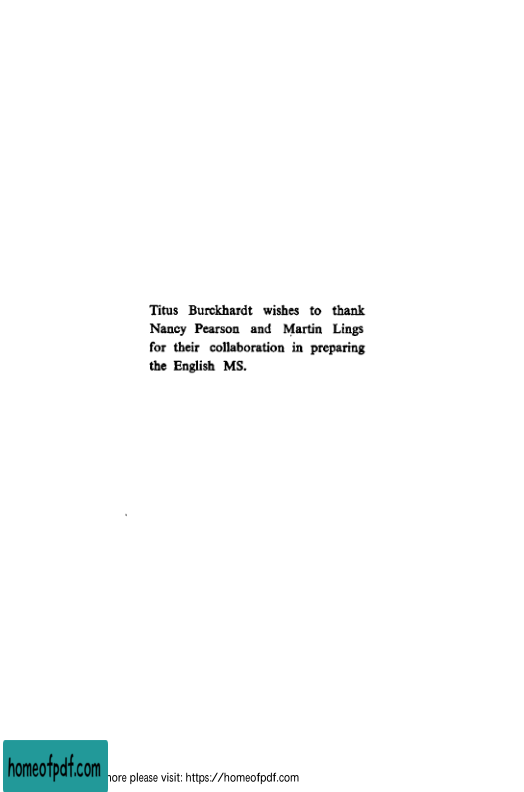 Titus Burckhardt wishes to thank
Nancy Pearson and Martin Lings
for their collaboration in preparing
the English MS.
homeofpdf.com
more please visit: https://homeofpdf.com